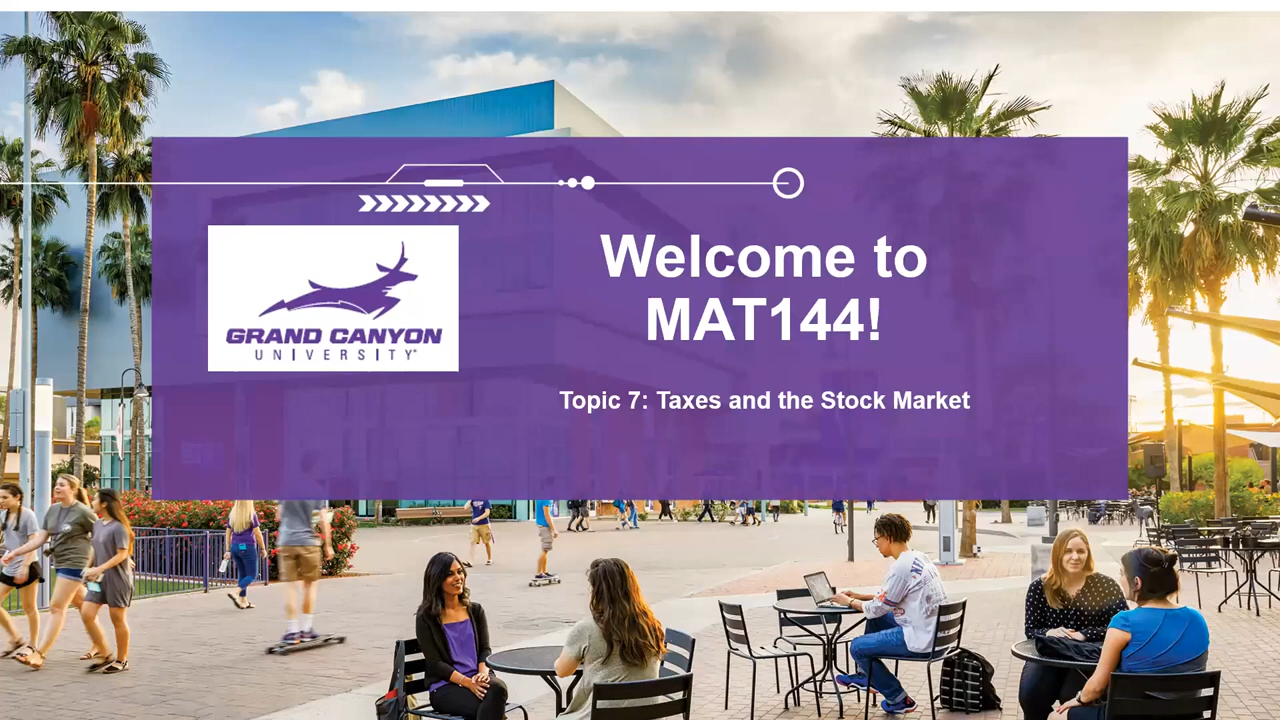 Welcome to
MAT144!
GRAND CANYON
UNIVERSITY
Topic 7: Taxes and the Stock Market